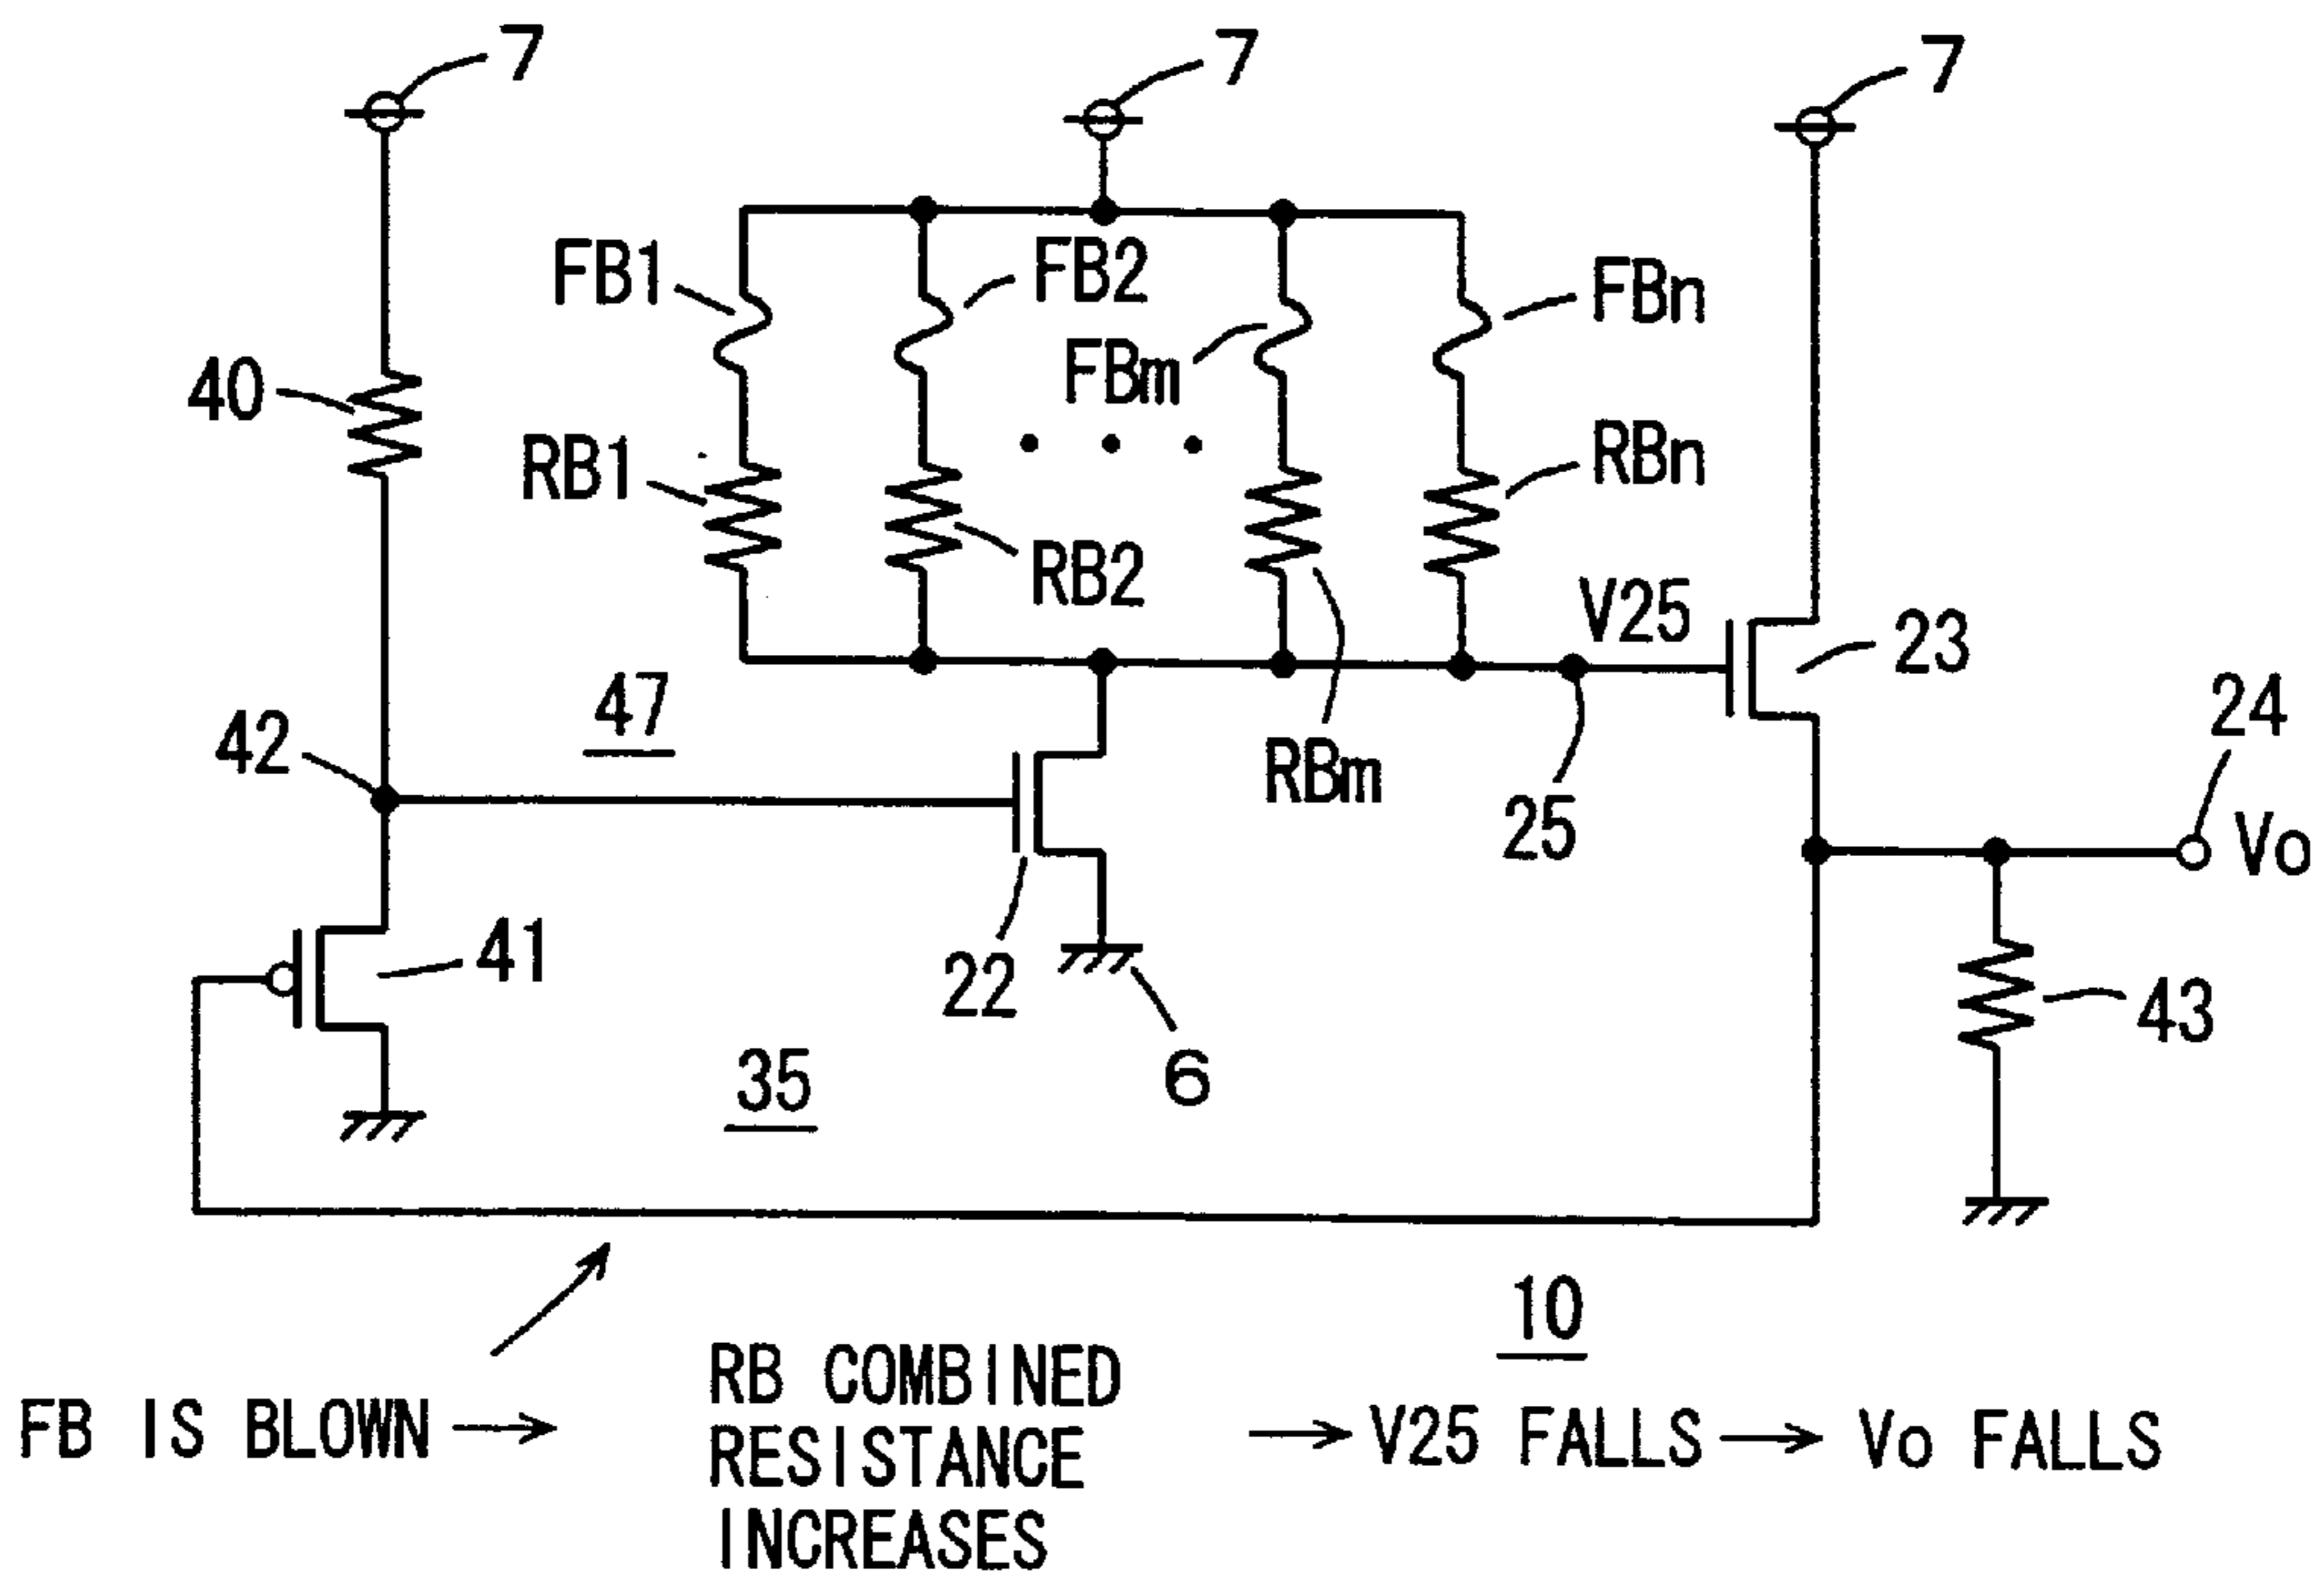 7
7
7
FB1
FB2
FBm
FBn
40
RB1
RB2
RBn
V25
23
47
42
RBm
25
24
Vo
41
22
43
35
6
10
FB IS BLOWN → RB COMBINED RESISTANCE INCREASES → V25 FALLS → Vo FALLS